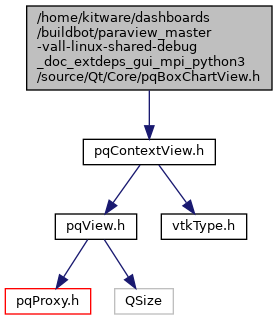 /home/kitware/dashboards
/buildbot/paraview_master
-vall-linux-shared-debug
_doc_extdeps_gui_mpi_python3
/source/Qt/Core/pqBoxChartView.h
pqContextView.h
pqView.h
vtkType.h
pqProxy.h
QSize